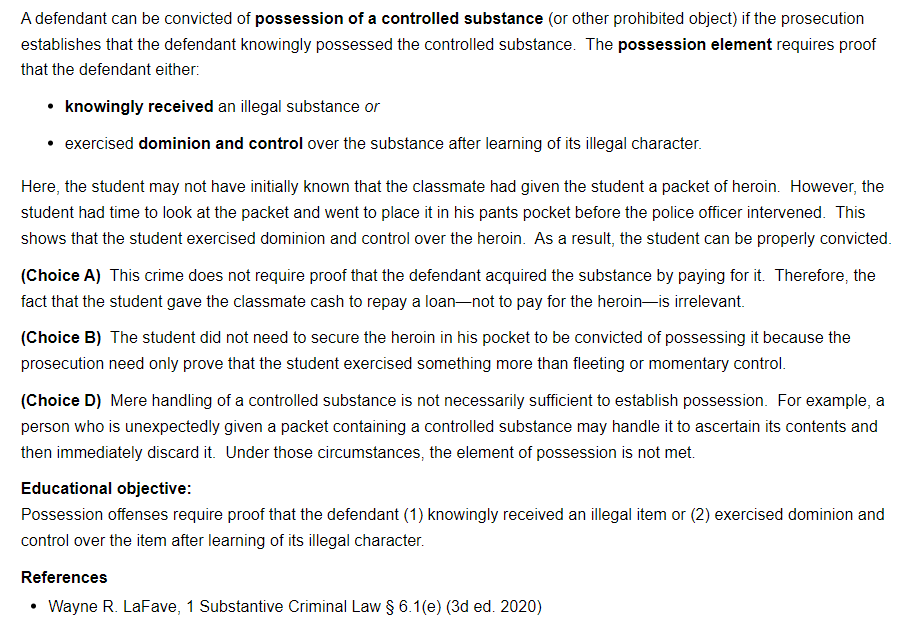 A defendant can be convicted of possession of a controlled substance (or other prohibited object) if the prosecution
establishes that the defendant knowingly possessed the controlled substance.  The possession element requires proof
that the defendant either:
• knowingly received an illegal substance or
• exercised dominion and control over the substance after learning of its illegal character.
Here, the student may not have initially known that the classmate had given the student a packet of heroin.  However, the
student had time to look at the packet and went to place it in his pants pocket before the police officer intervened.  This
shows that the student exercised dominion and control over the heroin.  As a result, the student can be properly convicted.
(Choice A)  This crime does not require proof that the defendant acquired the substance by paying for it.  Therefore, the
fact that the student gave the classmate cash to repay a loan—not to pay for the heroin—is irrelevant.
(Choice B)  The student did not need to secure the heroin in his pocket to be convicted of possessing it because the
prosecution need only prove that the student exercised something more than fleeting or momentary control.
(Choice D)  Mere handling of a controlled substance is not necessarily sufficient to establish possession.  For example, a
person who is unexpectedly given a packet containing a controlled substance may handle it to ascertain its contents and
then immediately discard it.  Under those circumstances, the element of possession is not met.
Educational objective:
Possession offenses require proof that the defendant (1) knowingly received an illegal item or (2) exercised dominion and
control over the item after learning of its illegal character.
References
• Wayne R. LaFave, 1 Substantive Criminal Law § 6.1(e) (3d ed. 2020)